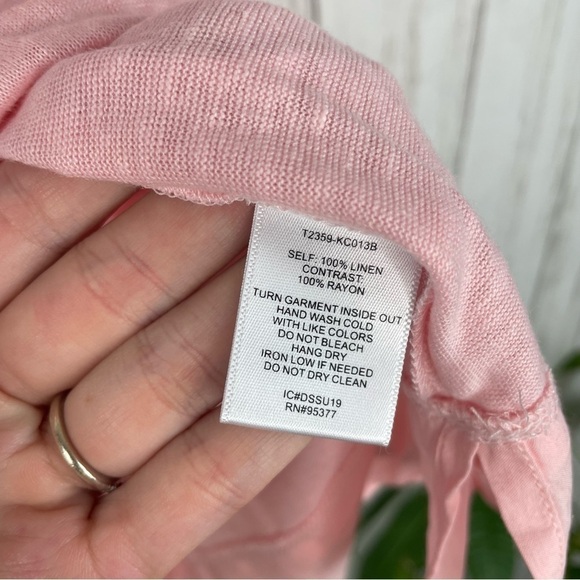 T2359-KC013B
SELF: 100% LINEN
CONTRAST:
100% RAYON
TURN GARMENT INSIDE OUT
HAND WASH COLD
WITH LIKE COLORS
DO NOT BLEACH
HANG DRY
IRON LOW IF NEEDED
DO NOT DRY CLEAN
IC#DSSU19
RN#95377